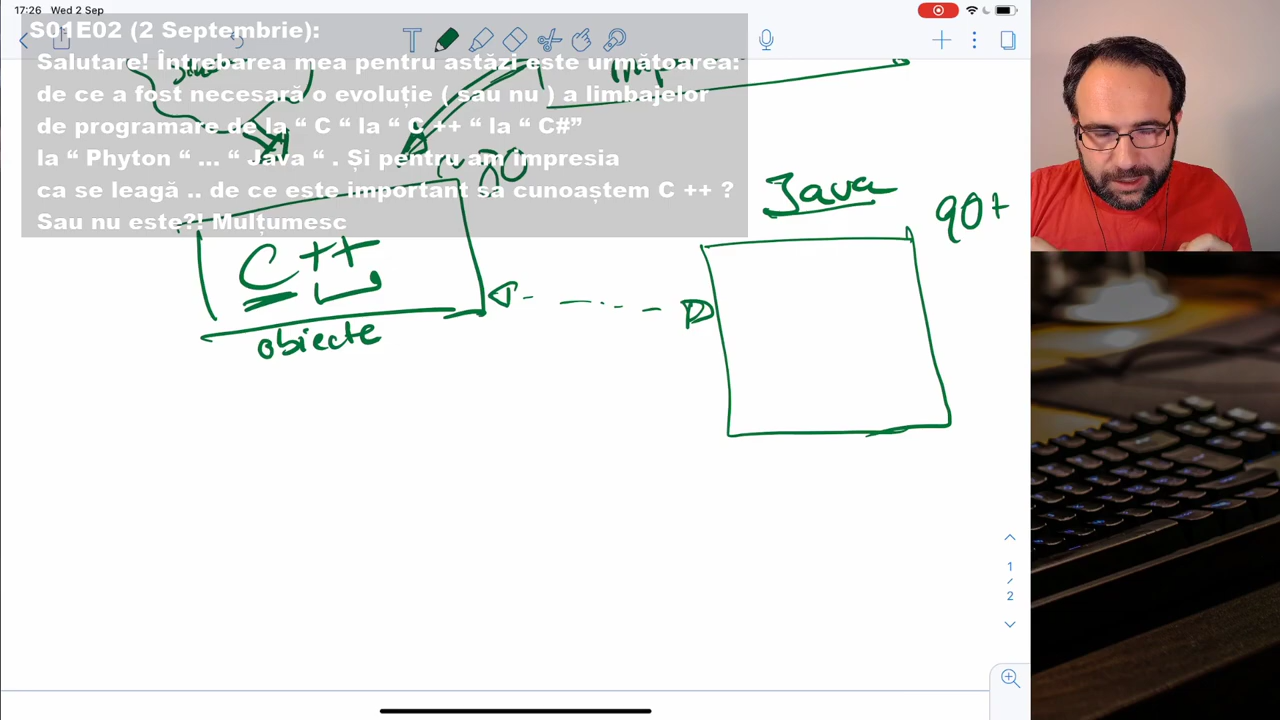 17:26 Wed 2 Sep
S01E02 (2 Septembrie):
Salutare! Întrebarea mea pentru astăzi este următoarea:
de ce a fost necesară o evoluție ( sau nu ) a limbajelor
de programare de la “ C “ la “ C ++ “ la “ C#”
la “ Phyton “ ... “ Java “ . Și pentru am impresia
ca se leagă .. de ce este important sa cunoaștem C ++ ?
Sau nu este?! Mulțumesc
Java
90+
C++
obiecte
1
/
2